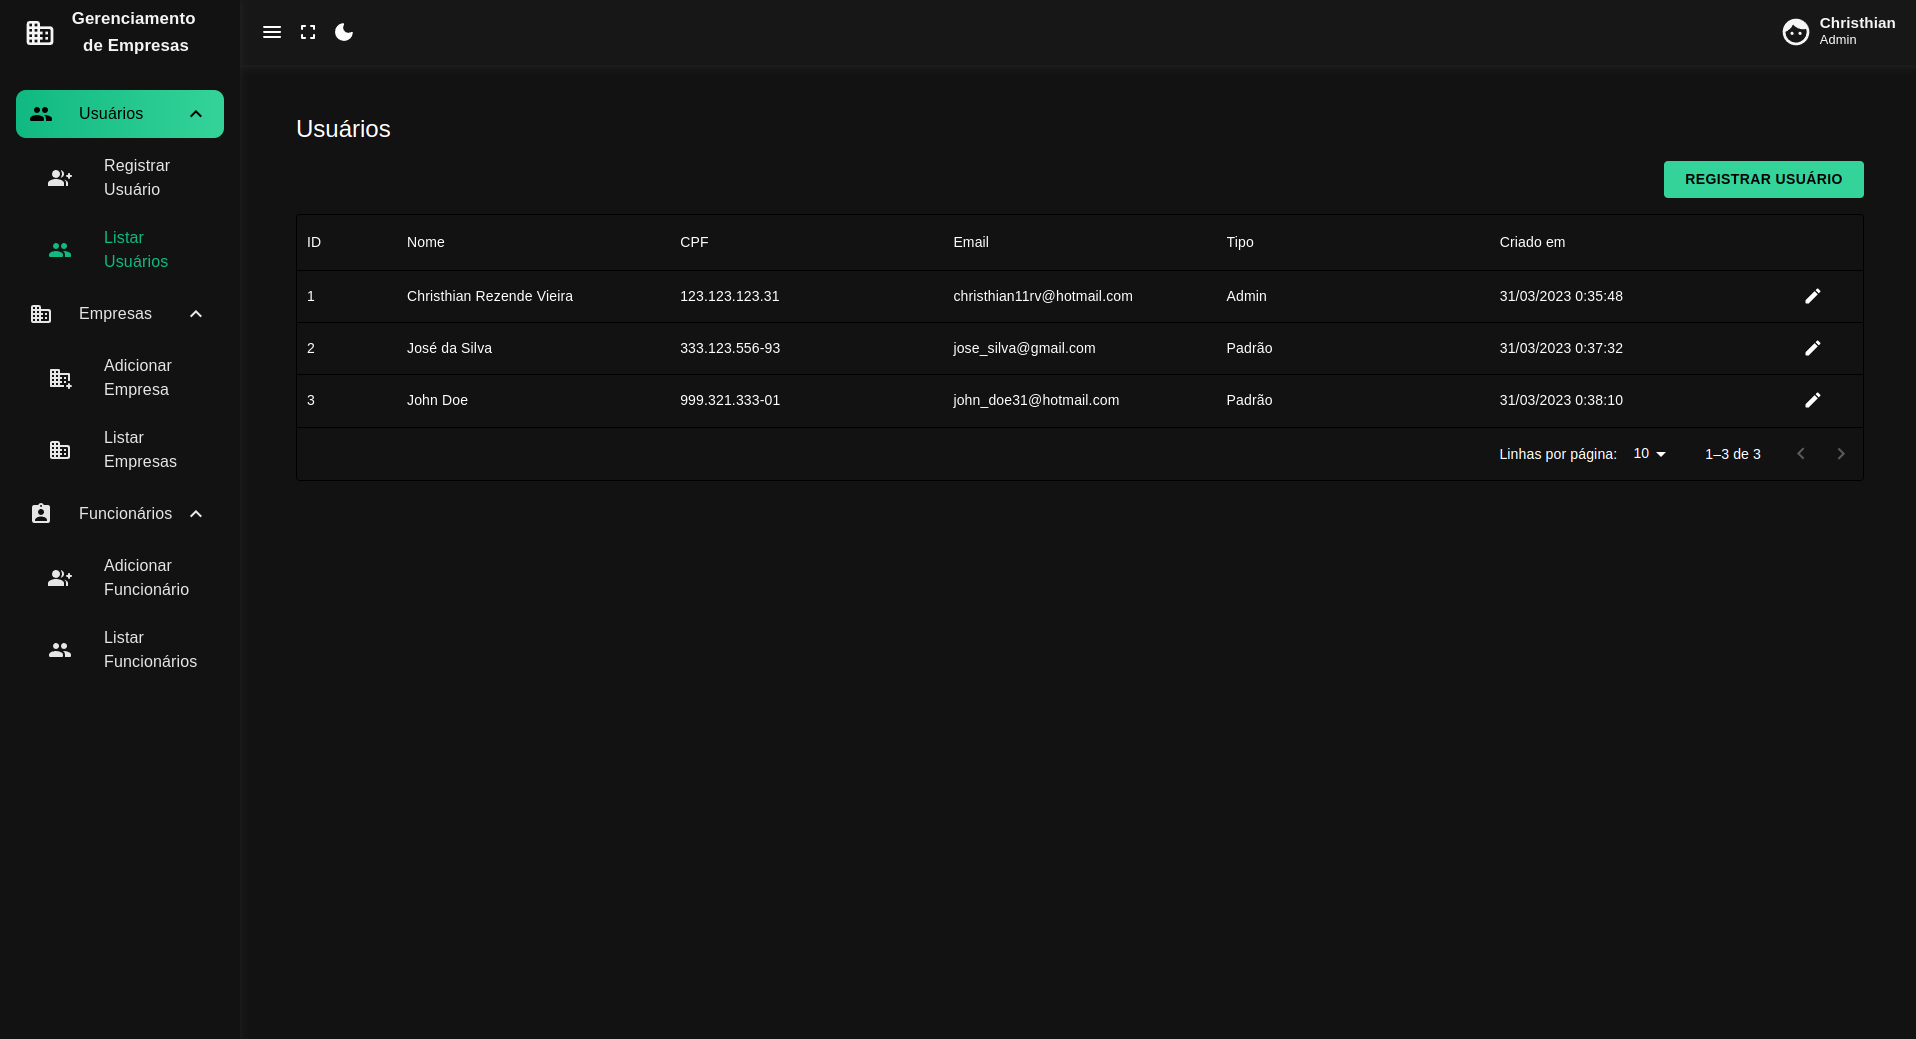 Gerenciamento
de Empresas
Christhian
Admin
Usuários
Registrar
Usuário
Listar
Usuários
Empresas
Adicionar
Empresa
Listar
Empresas
Funcionários
Adicionar
Funcionário
Listar
Funcionários
Usuários
REGISTRAR USUÁRIO
ID Nome CPF Email Tipo Criado em
1 Christhian Rezende Vieira 123.123.123.31 christhian11rv@hotmail.com Admin 31/03/2023 0:35:48
2 José da Silva 333.123.556-93 jose_silva@gmail.com Padrão 31/03/2023 0:37:32
3 John Doe 999.321.333-01 john_doe31@hotmail.com Padrão 31/03/2023 0:38:10
Linhas por página: 10 1–3 de 3